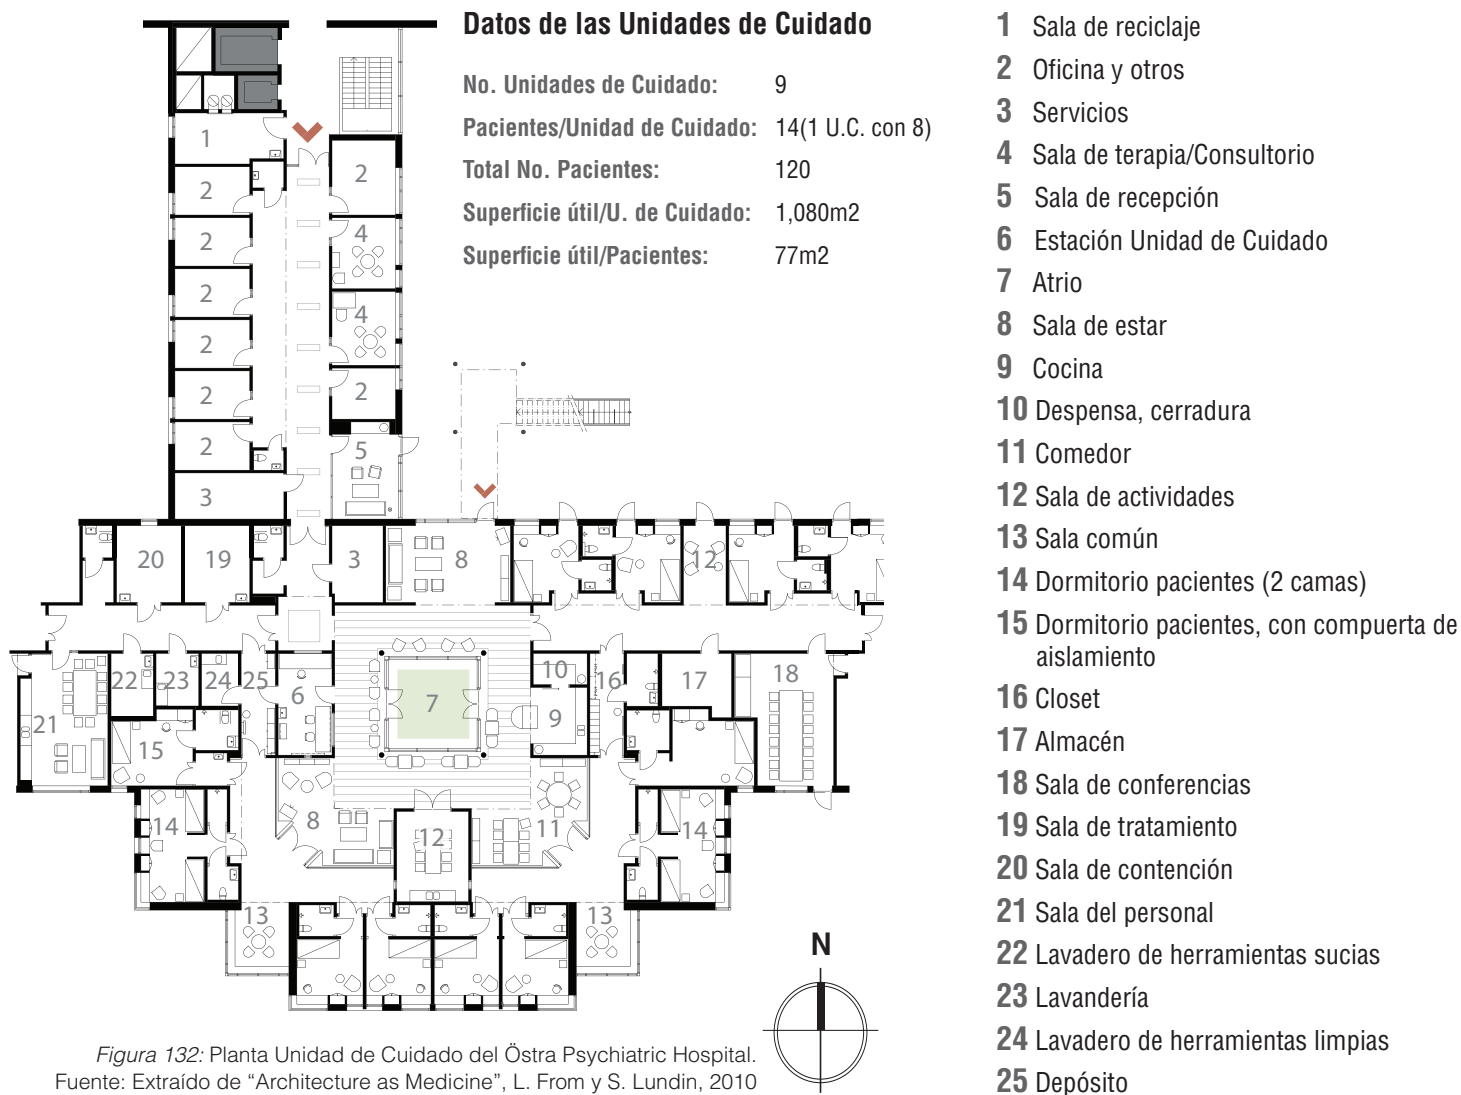 Datos de las Unidades de Cuidado
No. Unidades de Cuidado: 9
Pacientes/Unidad de Cuidado: 14(1 U.C. con 8)
Total No. Pacientes: 120
Superficie útil/U. de Cuidado: 1,080m2
Superficie útil/Pacientes: 77m2
1 Sala de reciclaje
2 Oficina y otros
3 Servicios
4 Sala de terapia/Consultorio
5 Sala de recepción
6 Estación Unidad de Cuidado
7 Atrio
8 Sala de estar
9 Cocina
10 Despensa, cerradura
11 Comedor
12 Sala de actividades
13 Sala común
14 Dormitorio pacientes (2 camas)
15 Dormitorio pacientes, con compuerta de
aislamiento
16 Closet
17 Almacén
18 Sala de conferencias
19 Sala de tratamiento
20 Sala de contención
21 Sala del personal
22 Lavadero de herramientas sucias
23 Lavandería
24 Lavadero de herramientas limpias
25 Depósito
1
2
2
4
2
2
4
2
2
2
2
5
3
20
19
3
8
12
22
23
24
25
6
7
10
9
16
17
18
21
15
14
8
12
11
14
13
13
N
Figura 132: Planta Unidad de Cuidado del Östra Psychiatric Hospital.
Fuente: Extraído de “Architecture as Medicine”, L. From y S. Lundin, 2010